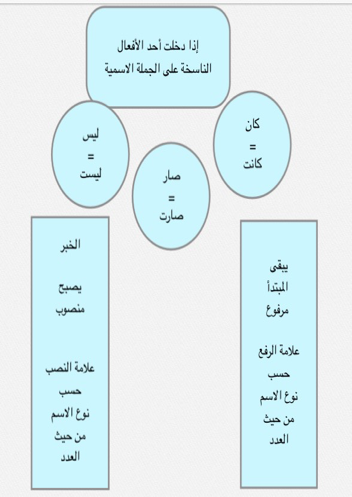 إذا دخلت أحد الأفعال
الناسخة على الجملة الاسمية
كان
=
كانت
صار
=
صارت
ليس
=
ليست
يبقى
المبتدأ
مرفوع
علامة الرفع
حسب
نوع الاسم
من حيث
العدد
الخبر
يصبح
منصوب
علامة النصب
حسب
نوع الاسم
من حيث
العدد